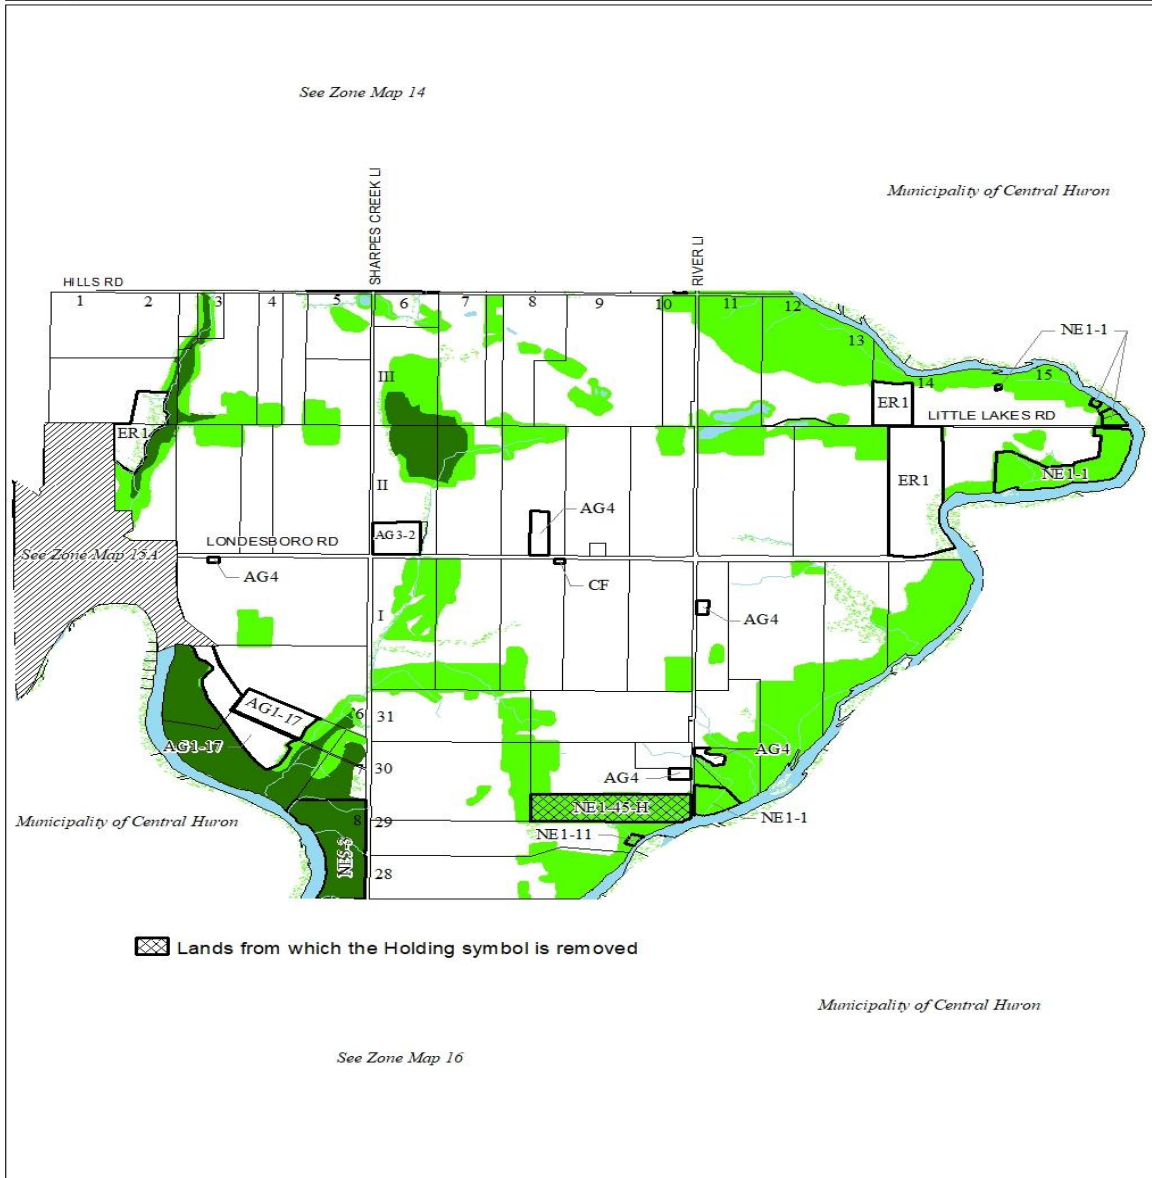 See Zone Map 14
Municipality of Central Huron
SHARPES CREEK LI
RIVER LI
HILLS RD
1
2
3
4
5
6
7
8
9
10
11
12
13
14
15
NE1-1
III
ER1
LITTLE LAKES RD
ER1
II
ER1
NE1-1
AG4
AG3-2
LONDESBORO RD
See Zone Map 15A
AG4
CF
I
AG4
AG1-17
6
31
AG1-17
AG4
7
30
AG4
NE1-45-H
NE1-1
Municipality of Central Huron
8
29
NE1-11
NE5-3
28
Lands from which the Holding symbol is removed
Municipality of Central Huron
See Zone Map 16